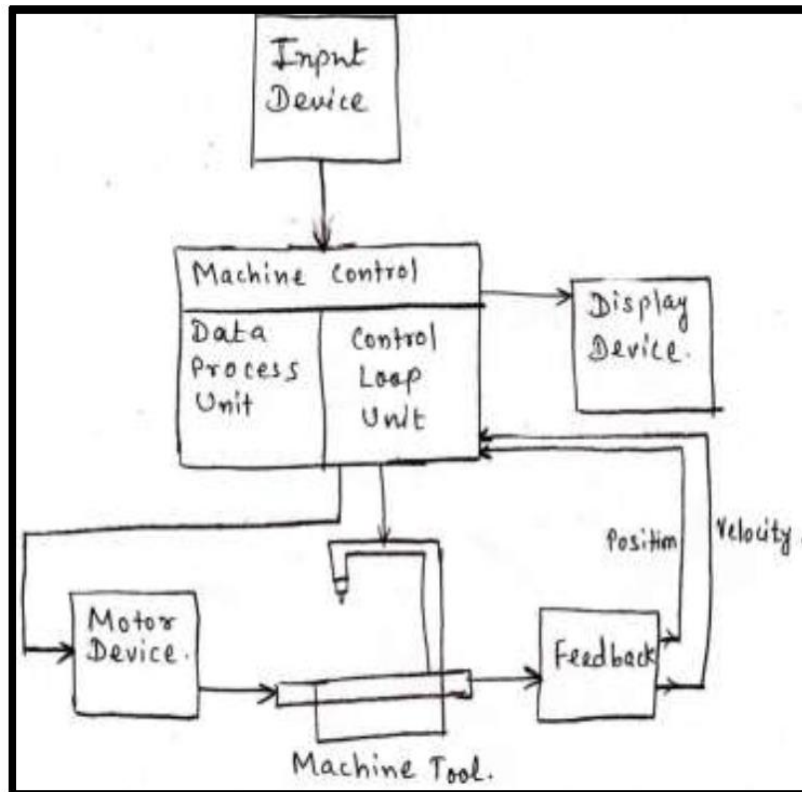 Input
Device
Machine Control
Data
Process
Unit
Control
Loop
Unit
Display
Device.
Position
Velocity.
Motor
Device.
Feedback
Machine Tool.